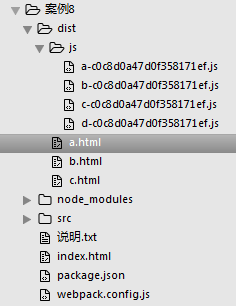 案例8
dist
js
a-c0c8d0a47d0f358171ef.js
b-c0c8d0a47d0f358171ef.js
c-c0c8d0a47d0f358171ef.js
d-c0c8d0a47d0f358171ef.js
a.html
b.html
c.html
node_modules
src
说明.txt
index.html
package.json
webpack.config.js